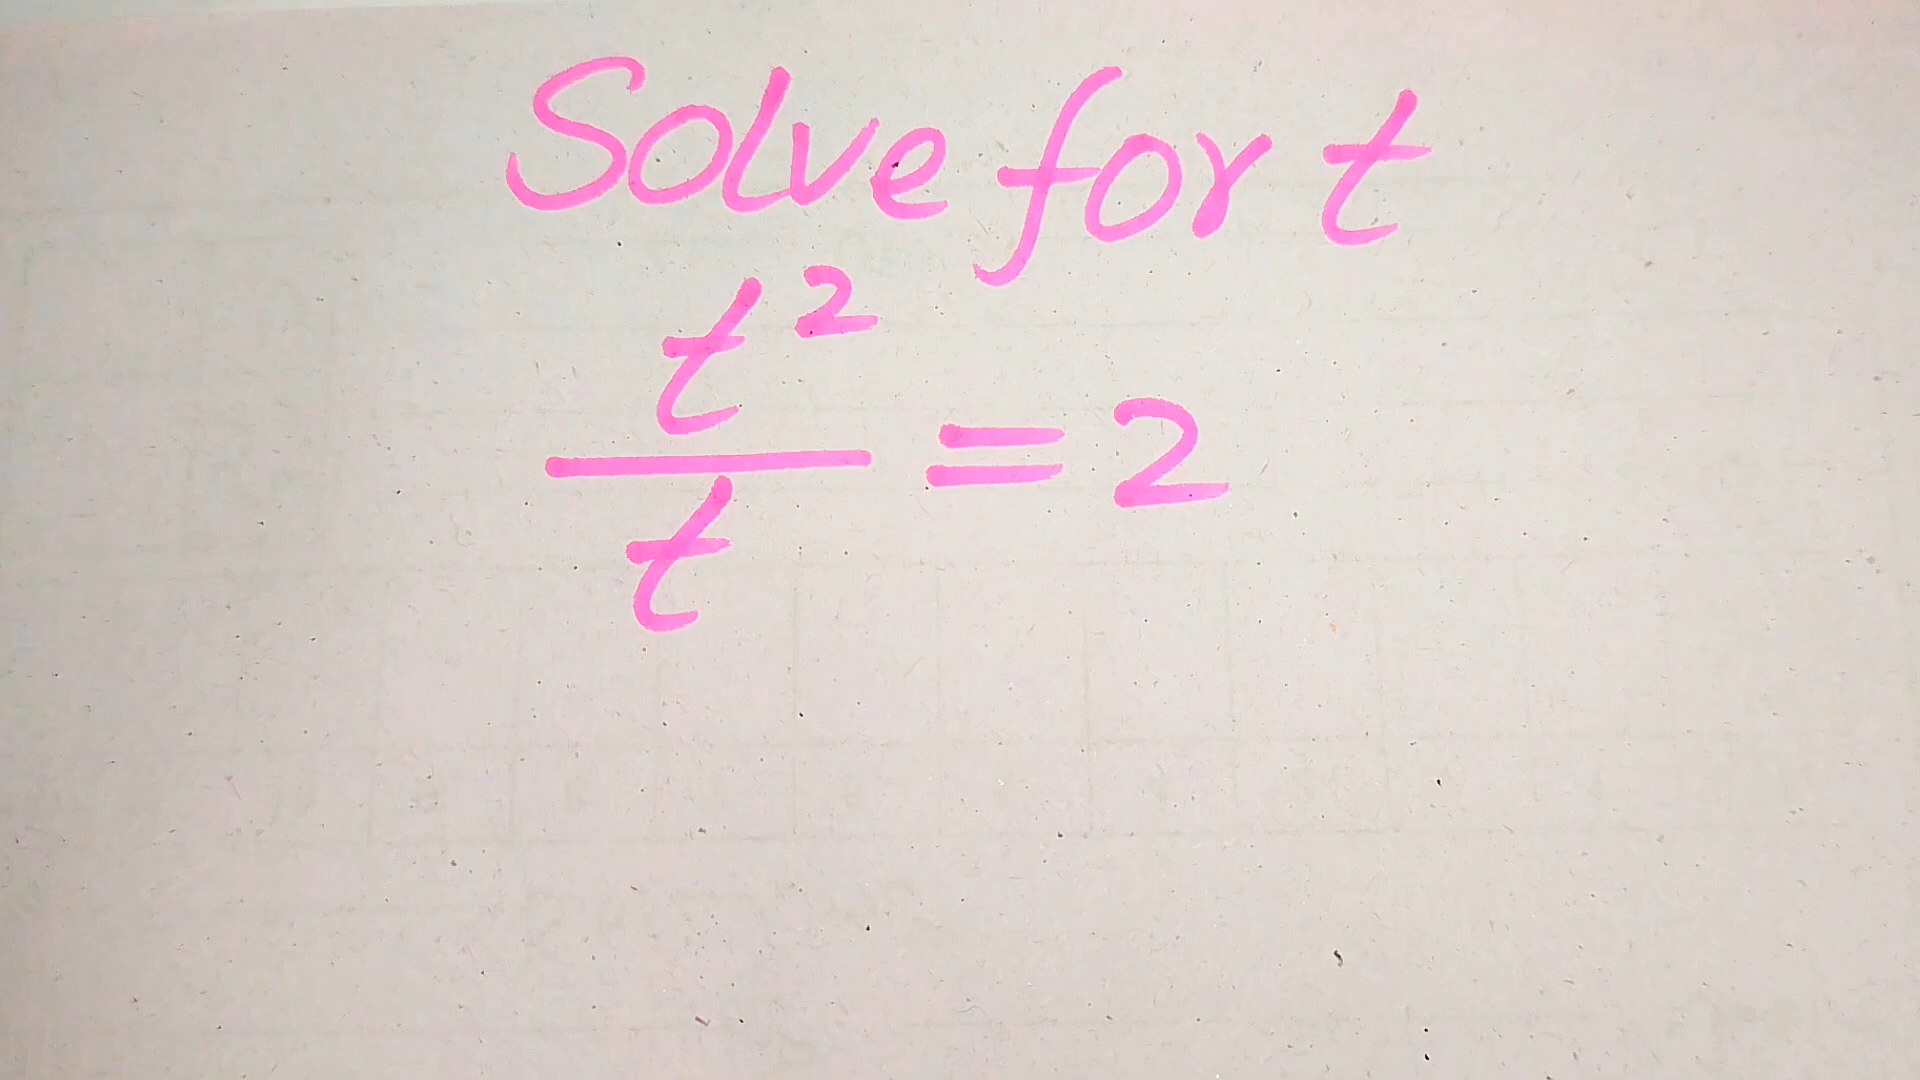 Solve for t
t²
/t = 2